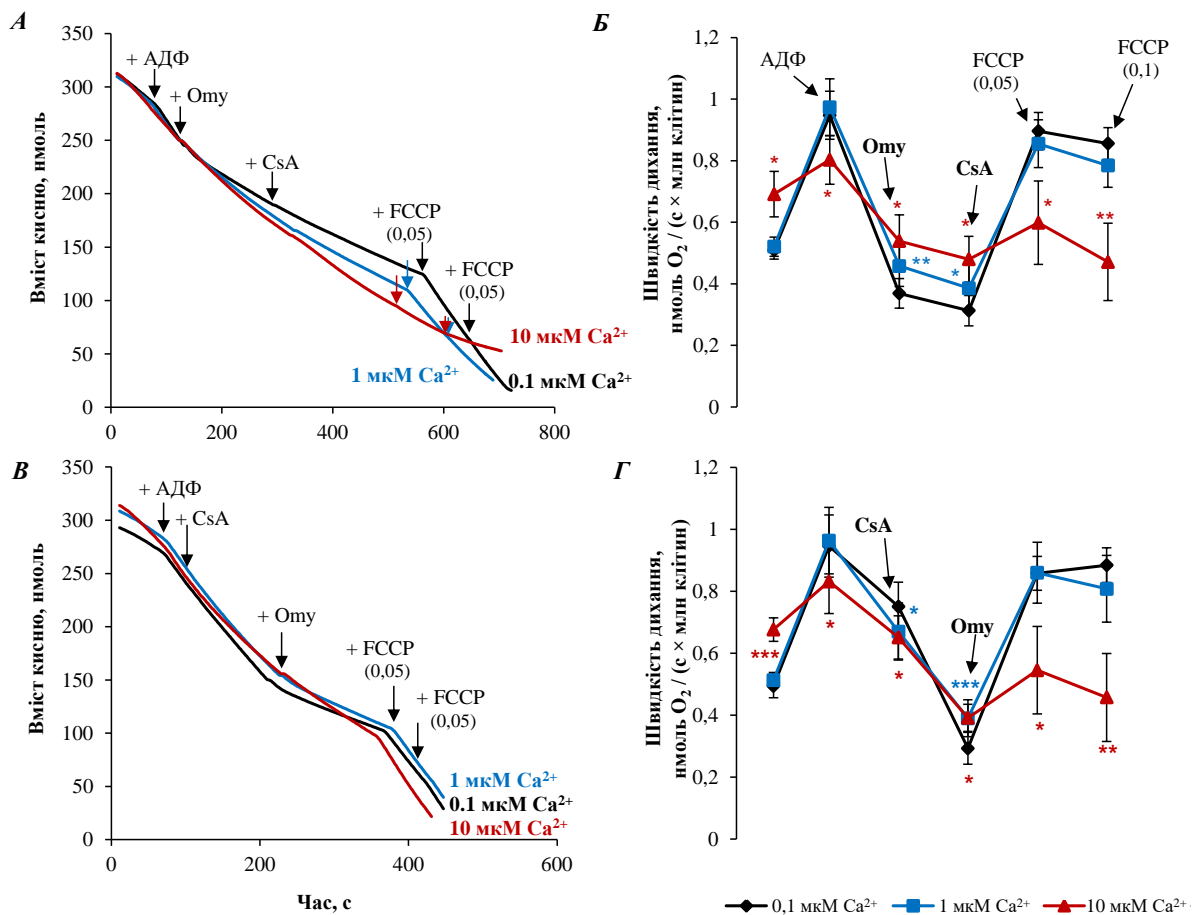 А
350
300
250
200
150
100
50
0
0
200
400
600
800
Вміст кисню, нмоль
+ АДФ
+ Omy
+ CsA
+ FCCP
(0,05)
+ FCCP
(0,05)
10 мкМ Ca²⁺
1 мкМ Ca²⁺
0.1 мкМ Ca²⁺
Б
1,2
1
0,8
0,6
0,4
0,2
0
Швидкість дихання,
нмоль O₂ / (с × млн клітин)
АДФ
Omy
CsA
FCCP
(0,05)
FCCP
(0,1)
*
*
*
**
*
*
*
**
В
350
300
250
200
150
100
50
0
0
200
400
600
Вміст кисню, нмоль
Час, с
+ АДФ
+ CsA
+ Omy
+ FCCP
(0,05)
+ FCCP
(0,05)
1 мкМ Ca²⁺
0.1 мкМ Ca²⁺
10 мкМ Ca²⁺
Г
1,2
1
0,8
0,6
0,4
0,2
0
Швидкість дихання,
нмоль O₂ / (с × млн клітин)
CsA
Omy
***
*
*
*
***
*
*
**
0,1 мкМ Ca²⁺
1 мкМ Ca²⁺
10 мкМ Ca²⁺